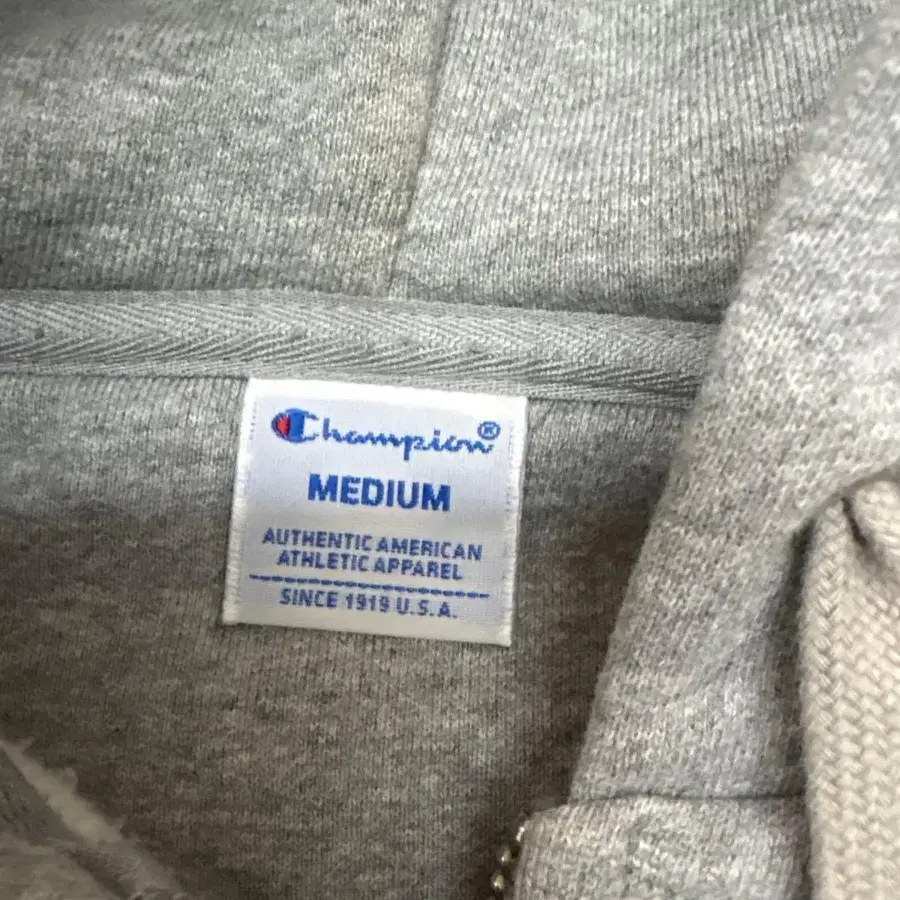 Champion®
MEDIUM
AUTHENTIC AMERICAN
ATHLETIC APPAREL
SINCE 1919 U.S.A.